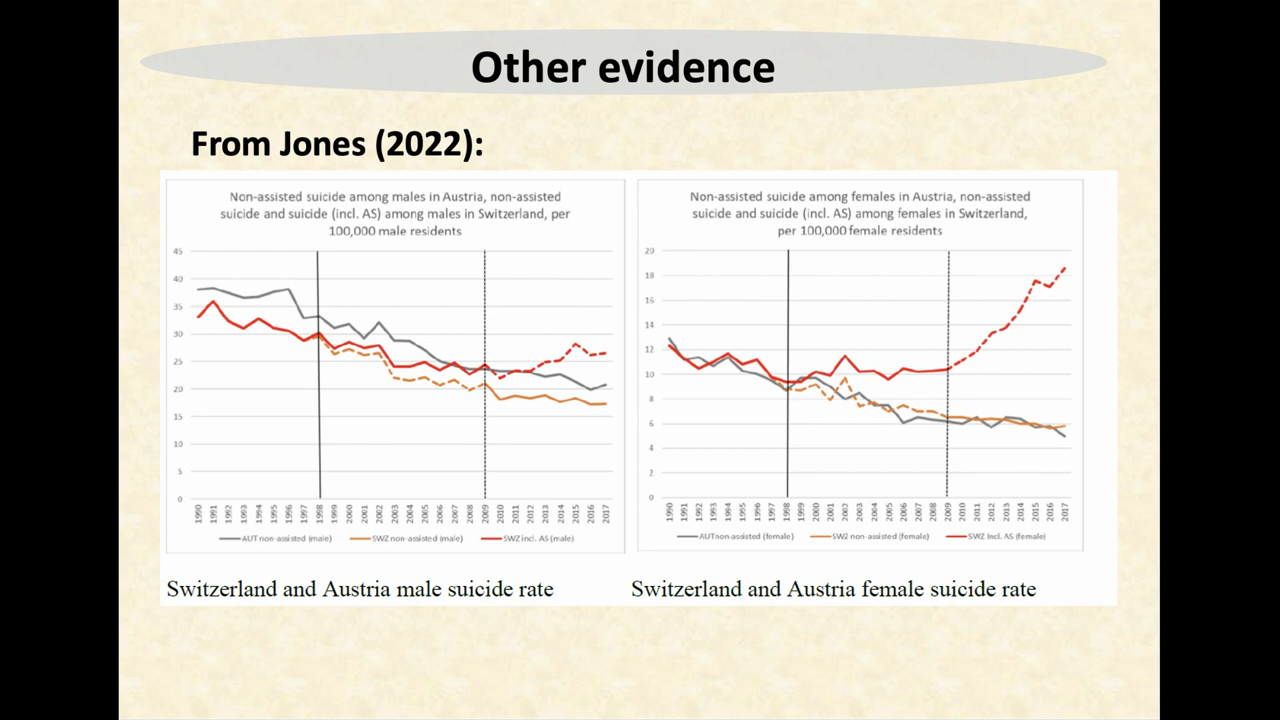 Other evidence
From Jones (2022):
Non-assisted suicide among males in Austria, non-assisted
suicide and suicide (incl. AS) among males in Switzerland, per
100,000 male residents
45
40
35
30
25
20
15
10
5
0
1990 1991 1992 1993 1994 1995 1996 1997 1998 1999 2000 2001 2002 2003 2004 2005 2006 2007 2008 2009 2010 2011 2012 2013 2014 2015 2016 2017
AUT non-assisted (male) SWZ non-assisted (male) SWZ incl. AS (male)
Non-assisted suicide among females in Austria, non-assisted
suicide and suicide (incl. AS) among females in Switzerland,
per 100,000 female residents
20
18
16
14
12
10
8
6
4
2
0
1990 1991 1992 1993 1994 1995 1996 1997 1998 1999 2000 2001 2002 2003 2004 2005 2006 2007 2008 2009 2010 2011 2012 2013 2014 2015 2016 2017
AUT non-assisted (female) SWZ non-assisted (female) SWZ Incl. AS (female)
Switzerland and Austria male suicide rate
Switzerland and Austria female suicide rate